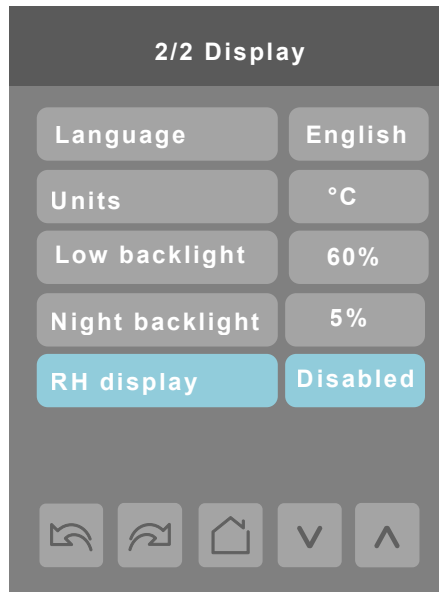 2/2 Display
Language English
Units °C
Low backlight 60%
Night backlight 5%
RH display Disabled